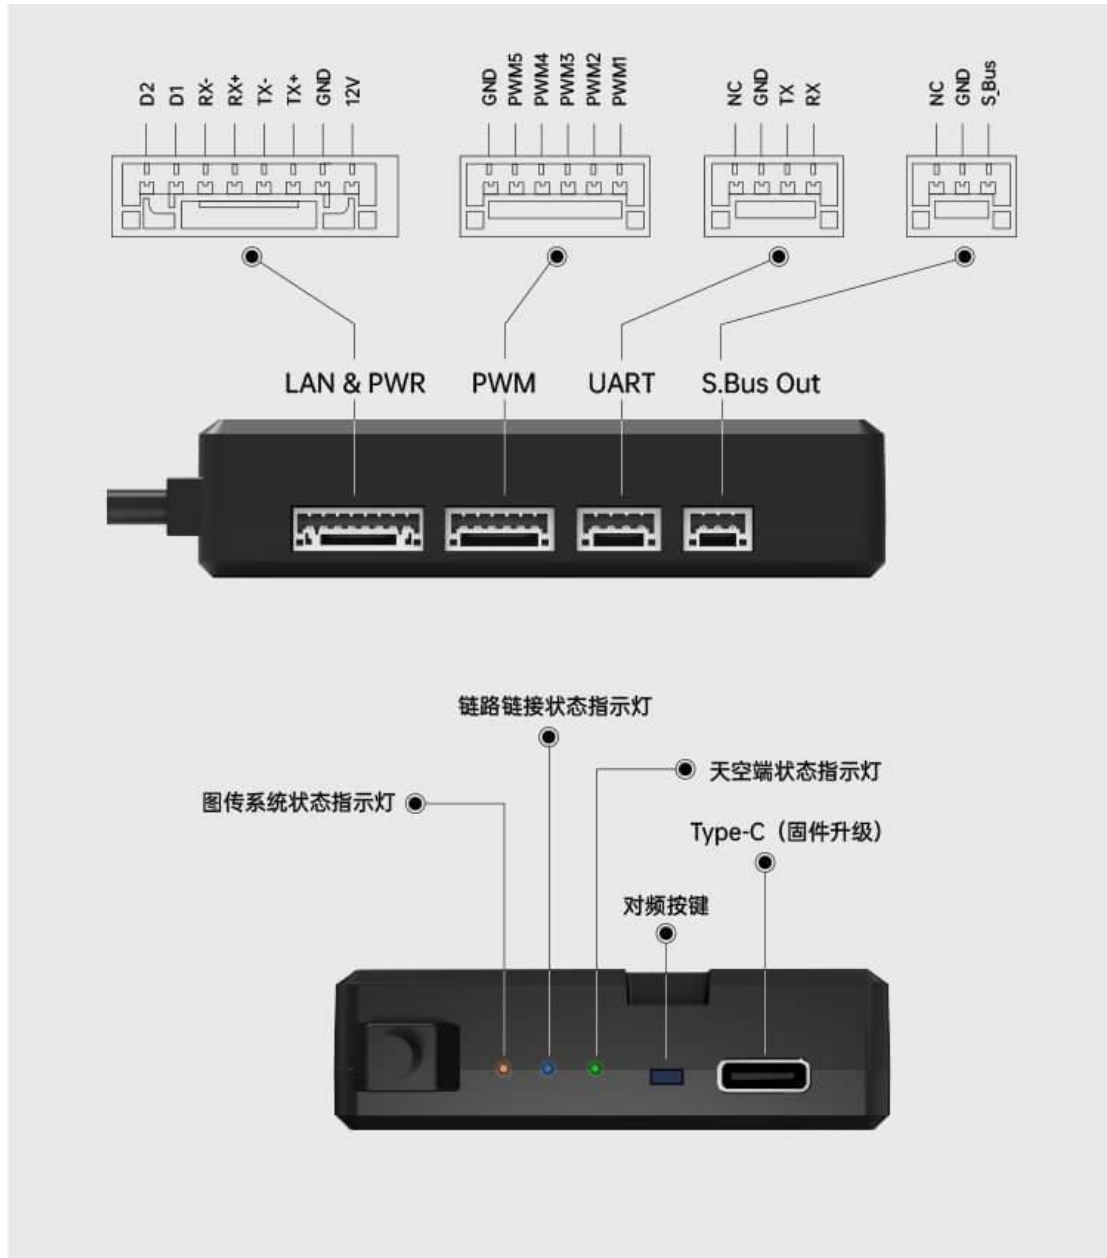 D2 D1 RX- RX+ TX- TX+ GND 12V
GND PWM5 PWM4 PWM3 PWM2 PWM1
NC GND TX RX
NC GND S_Bus
LAN & PWR
PWM
UART
S.Bus Out
链路链接状态指示灯
天空端状态指示灯
图传系统状态指示灯
Type-C（固件升级）
对频按键